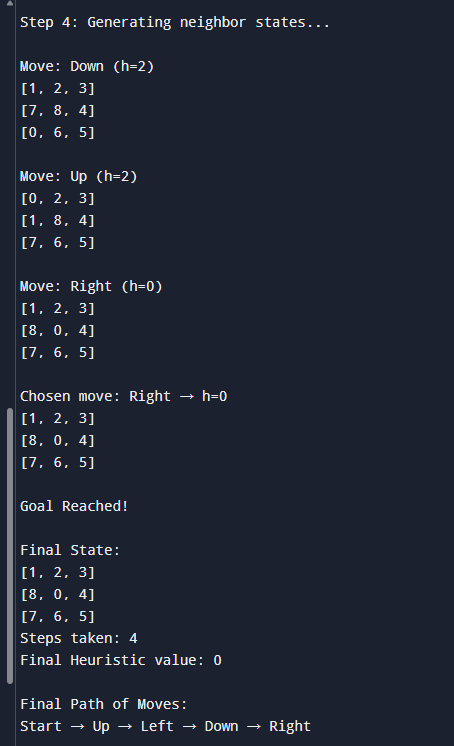 Step 4: Generating neighbor states...
Move: Down (h=2)
[1, 2, 3]
[7, 8, 4]
[0, 6, 5]
Move: Up (h=2)
[0, 2, 3]
[1, 8, 4]
[7, 6, 5]
Move: Right (h=0)
[1, 2, 3]
[8, 0, 4]
[7, 6, 5]
Chosen move: Right → h=0
[1, 2, 3]
[8, 0, 4]
[7, 6, 5]
Goal Reached!
Final State:
[1, 2, 3]
[8, 0, 4]
[7, 6, 5]
Steps taken: 4
Final Heuristic value: 0
Final Path of Moves:
Start → Up → Left → Down → Right